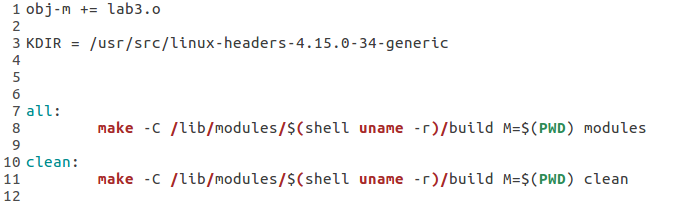 1 obj-m += lab3.o
2
3 KDIR = /usr/src/linux-headers-4.15.0-34-generic
4
5
6
7 all:
8 make -C /lib/modules/$(shell uname -r)/build M=$(PWD) modules
9
10 clean:
11 make -C /lib/modules/$(shell uname -r)/build M=$(PWD) clean
12